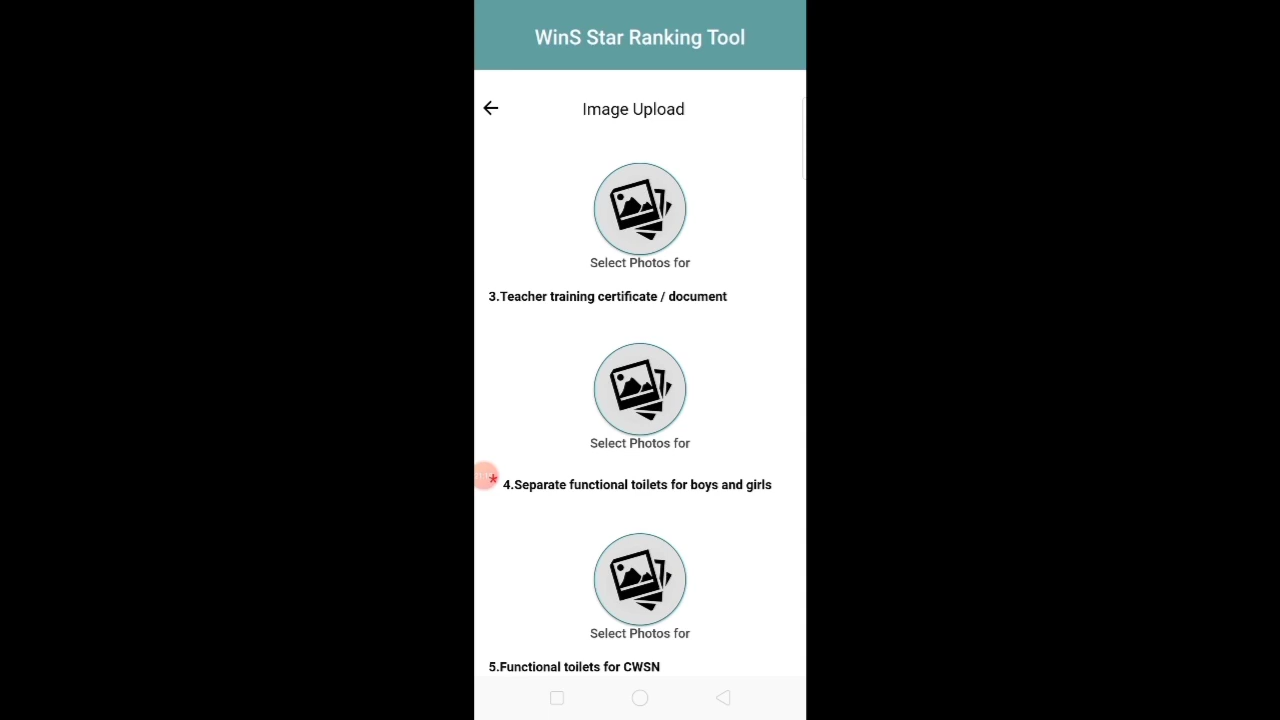 WinS Star Ranking Tool
Image Upload
Select Photos for
3.Teacher training certificate / document
Select Photos for
*
4.Separate functional toilets for boys and girls
Select Photos for
5.Functional toilets for CWSN